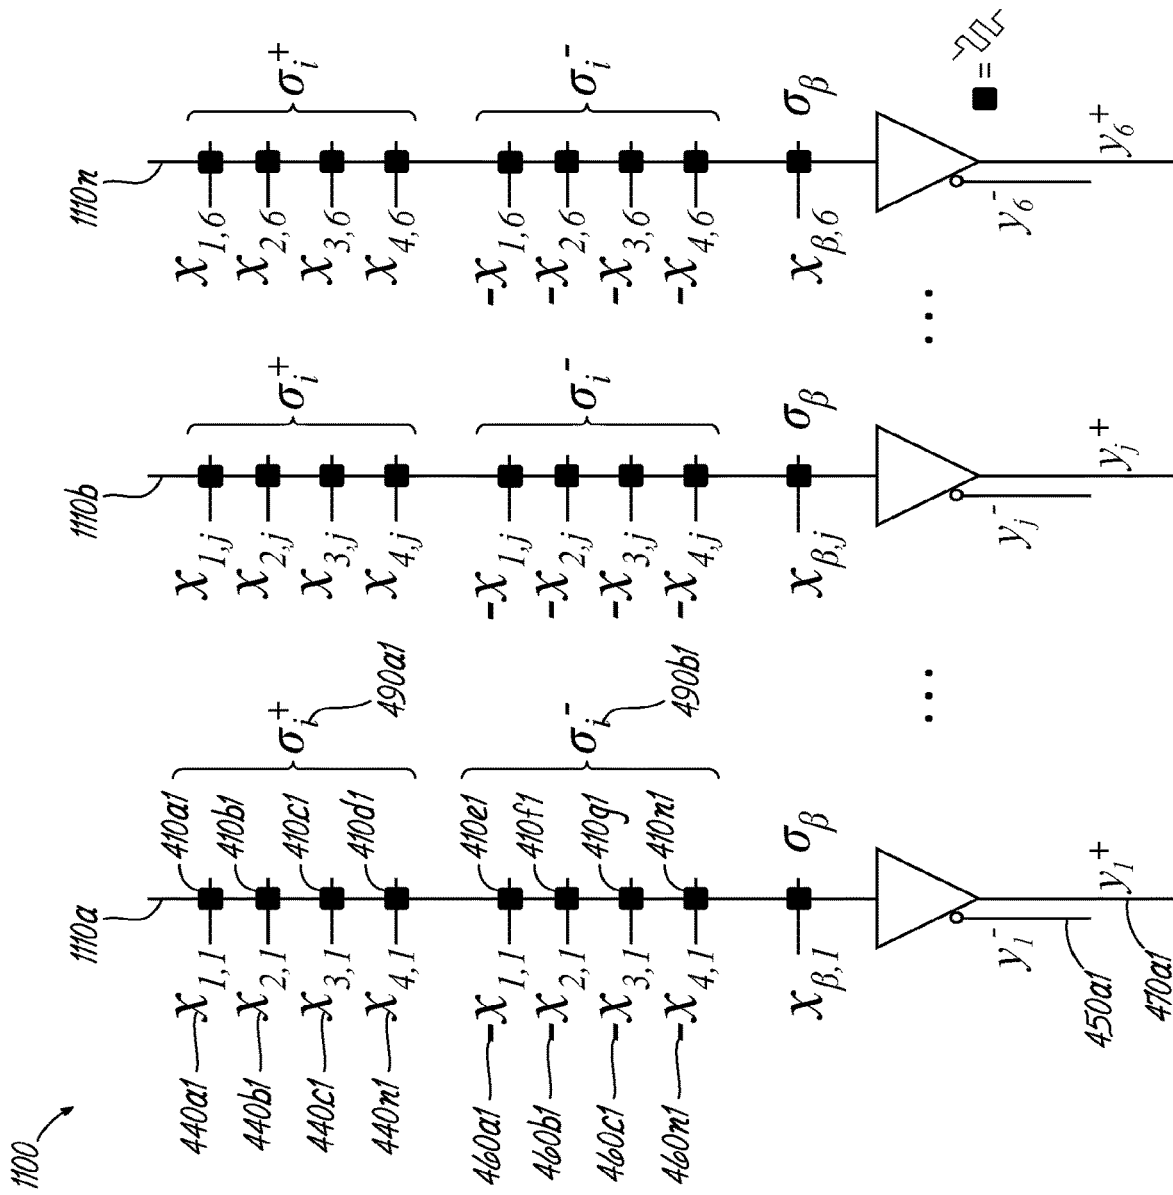 1100
1110a
440a1 x1,1 410a1
440b1 x2,1 410b1
440c1 x3,1 410c1
440n1 x4,1 410d1
σi+
490a1
460a1 -x1,1 410e1
460b1 -x2,1 410f1
460c1 -x3,1 410g1
460n1 -x4,1 410n1
σi-
490b1
xβ,1 σβ
y1- y1+
450a1
470a1
...
1110b
x1,j
x2,j
x3,j
x4,j
σi+
-x1,j
-x2,j
-x3,j
-x4,j
σi-
xβ,j σβ
yj- yj+
...
1110n
x1,6
x2,6
x3,6
x4,6
σi+
-x1,6
-x2,6
-x3,6
-x4,6
σi-
xβ,6 σβ
y6- y6+
=